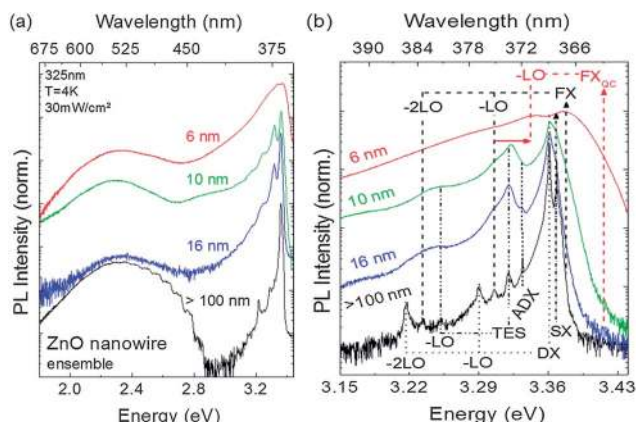 (a) Wavelength (nm)
675 600 525 450 375
325nm
T=4K
30mW/cm²
6 nm
10 nm
16 nm
> 100 nm
ZnO nanowire
ensemble
PL Intensity (norm.)
2.0 2.4 2.8 3.2
Energy (eV)
(b) Wavelength (nm)
390 384 378 372 366
-LO FX_QC
-2LO -LO FX
6 nm
10 nm
16 nm
>100 nm
ADX
-LO TES SX
DX
-2LO -LO
PL Intensity (norm.)
3.15 3.22 3.29 3.36 3.43
Energy (eV)